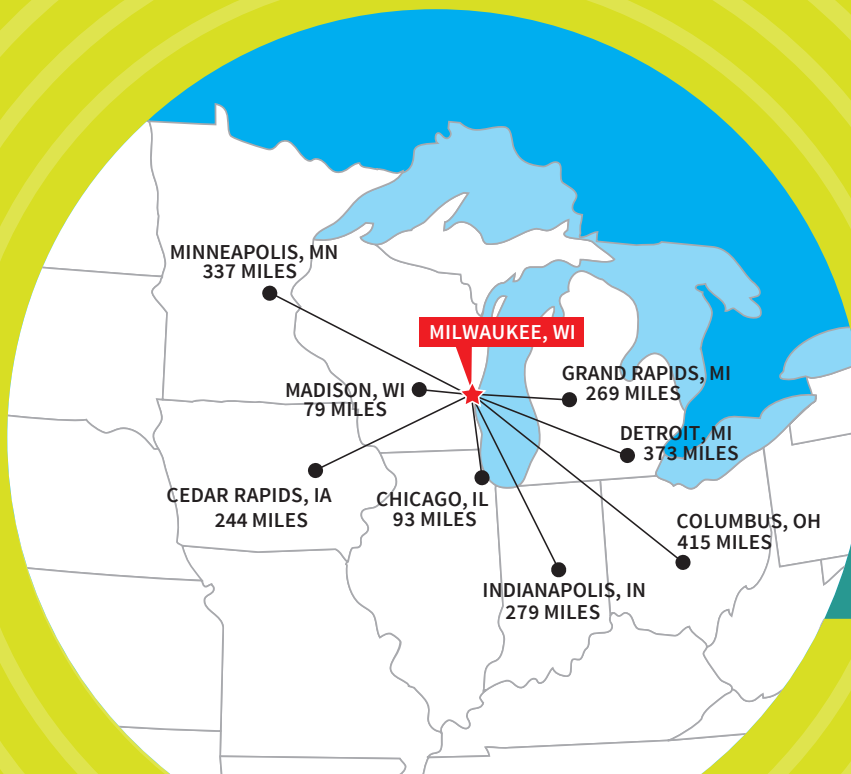 MINNEAPOLIS, MN
337 MILES
MILWAUKEE, WI
MADISON, WI
79 MILES
GRAND RAPIDS, MI
269 MILES
DETROIT, MI
373 MILES
CEDAR RAPIDS, IA
244 MILES
CHICAGO, IL
93 MILES
COLUMBUS, OH
415 MILES
INDIANAPOLIS, IN
279 MILES